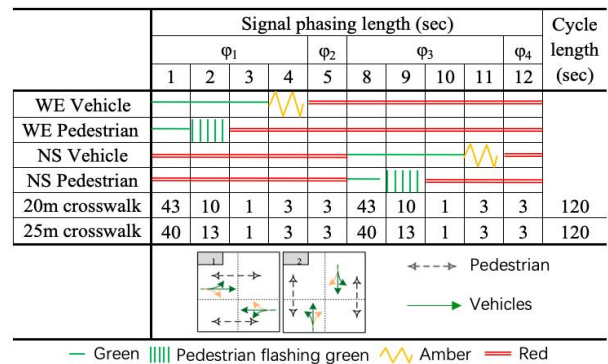 Signal phasing length (sec) Cycle length (sec)
φ1 φ2 φ3 φ4
1 2 3 4 5 8 9 10 11 12
WE Vehicle
WE Pedestrian
NS Vehicle
NS Pedestrian
20m crosswalk 43 10 1 3 3 43 10 1 3 3 120
25m crosswalk 40 13 1 3 3 40 13 1 3 3 120
1 2
Pedestrian
Vehicles
Green Pedestrian flashing green Amber Red